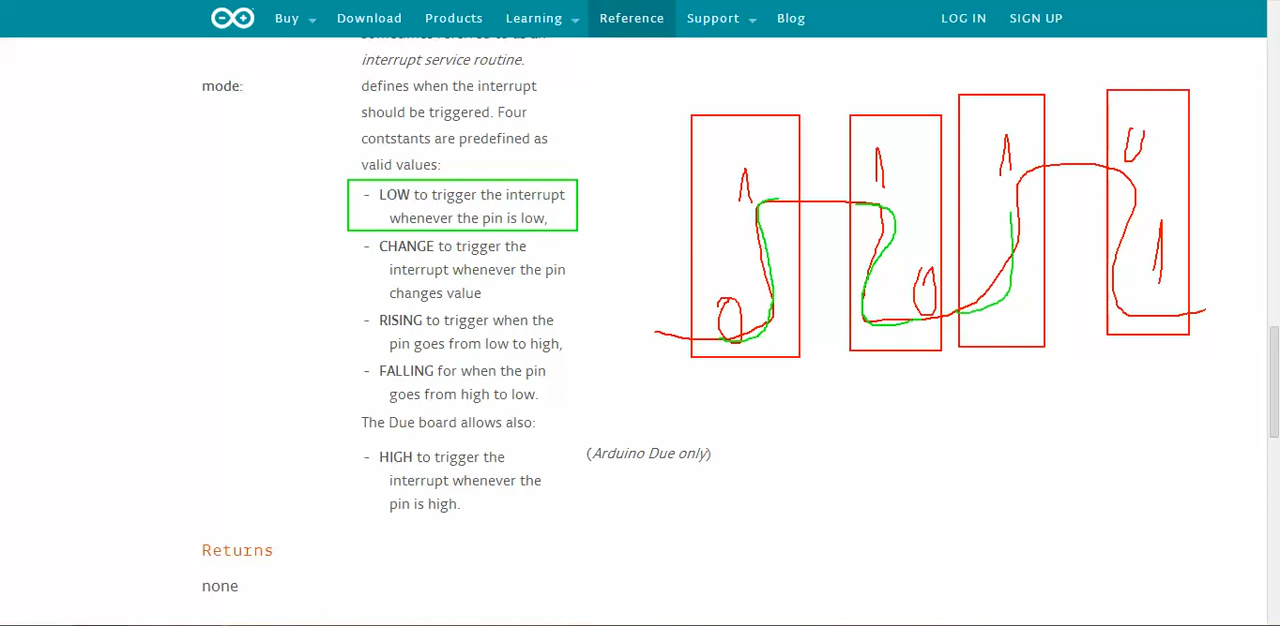 Buy Download Products Learning Reference Support Blog LOG IN SIGN UP
interrupt service routine.
mode: defines when the interrupt
should be triggered. Four
contstants are predefined as
valid values:
- LOW to trigger the interrupt
whenever the pin is low,
- CHANGE to trigger the
interrupt whenever the pin
changes value
- RISING to trigger when the
pin goes from low to high,
- FALLING for when the pin
goes from high to low.
The Due board allows also:
- HIGH to trigger the
interrupt whenever the
pin is high.
(Arduino Due only)
Returns
none